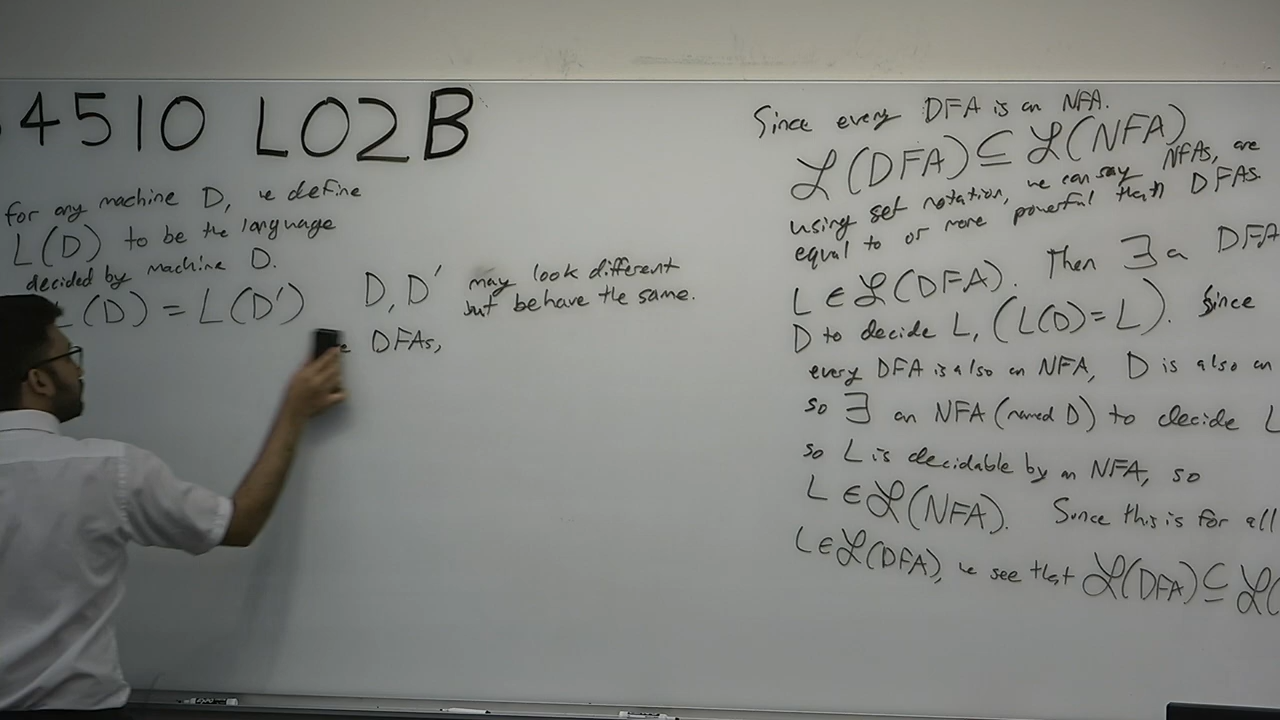 4510 L02B
for any machine D, we define
L(D) to be the language
decided by machine D.
L(D) = L(D')
D, D' may look different
but behave the same.
DFAs,
Since every DFA is an NFA.
ℒ(DFA) ⊆ ℒ(NFA)
using set notation, we can say NFAs, are
equal to or more powerful than DFAs
L ∈ ℒ(DFA). Then ∃ a DFA
D to decide L, (L(D) = L). Since
every DFA is also an NFA, D is also an
so ∃ an NFA (named D) to decide L
so L is decidable by an NFA, so
L ∈ ℒ(NFA). Since this is for all
L ∈ ℒ(DFA), we see that ℒ(DFA) ⊆ ℒ(